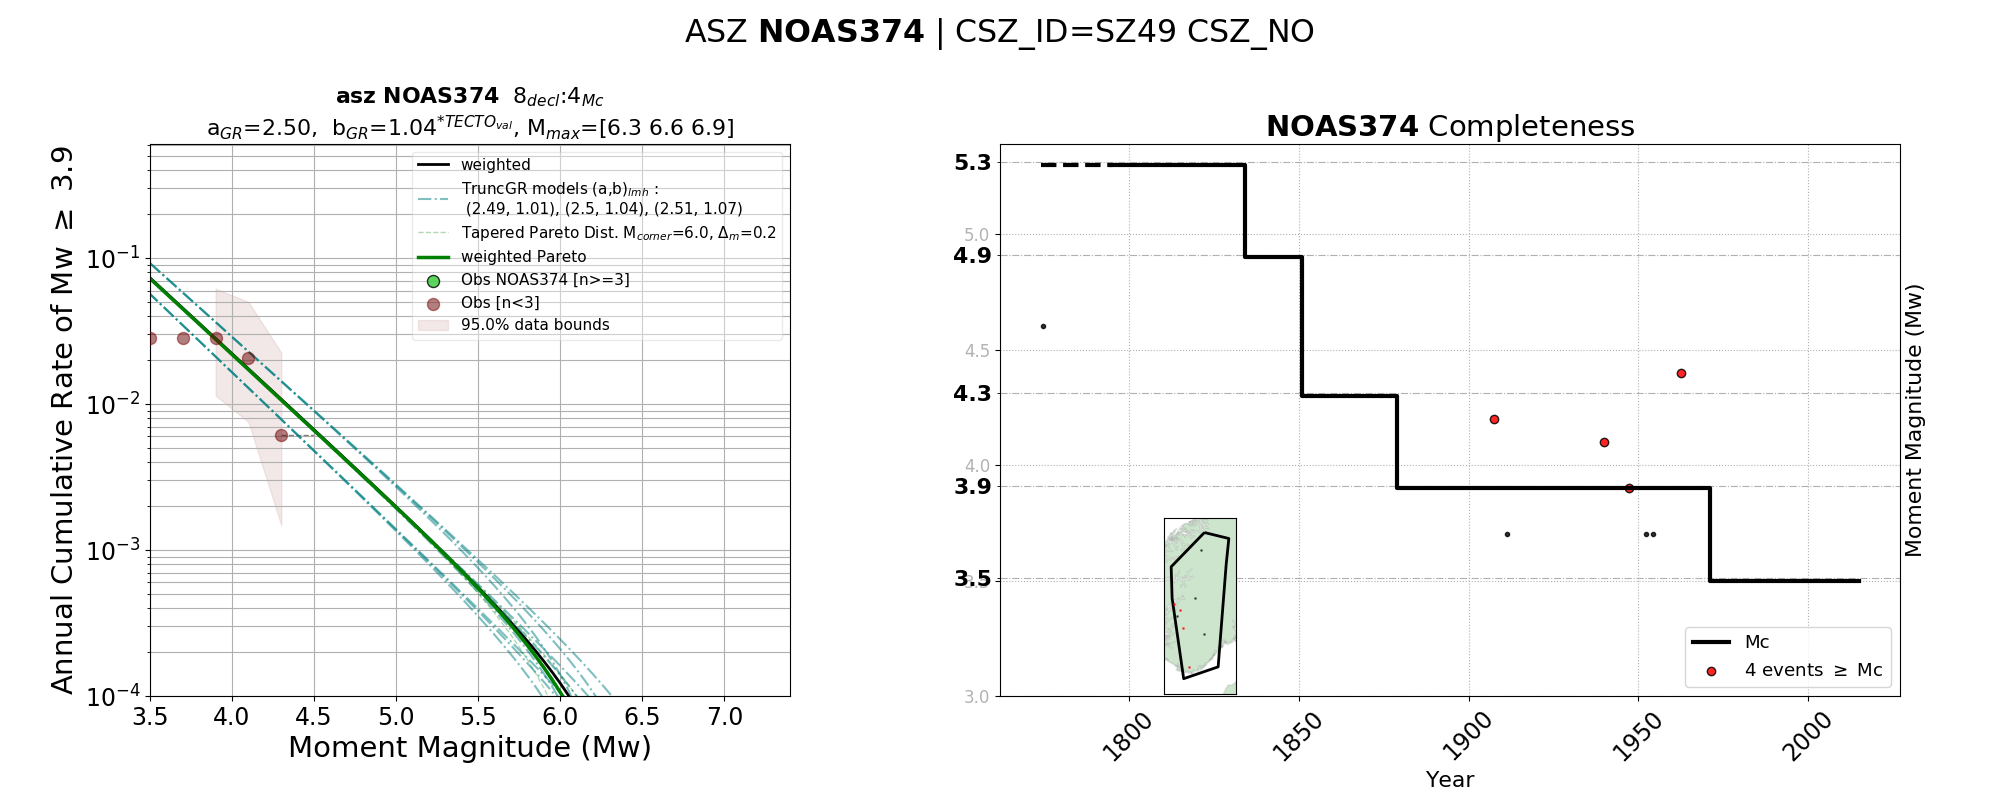 ASZ NOAS374 | CSZ_ID=SZ49 CSZ_NO
asz NOAS374 8decl:4Mc
aGR=2.50, bGR=1.04*TECTOval, Mmax=[6.3 6.6 6.9]
Annual Cumulative Rate of Mw ≥ 3.9
10−1
10−2
10−3
10−4
weighted
TruncGR models (a,b)lmh :
(2.49, 1.01), (2.5, 1.04), (2.51, 1.07)
Tapered Pareto Dist. Mcorner=6.0, Δm=0.2
weighted Pareto
Obs NOAS374 [n>=3]
Obs [n<3]
95.0% data bounds
3.5 4.0 4.5 5.0 5.5 6.0 6.5 7.0
Moment Magnitude (Mw)
NOAS374 Completeness
5.3
5.0
4.9
4.5
4.3
4.0
3.9
3.5
3.0
Moment Magnitude (Mw)
Mc
4 events ≥ Mc
1800 1850 1900 1950 2000
Year